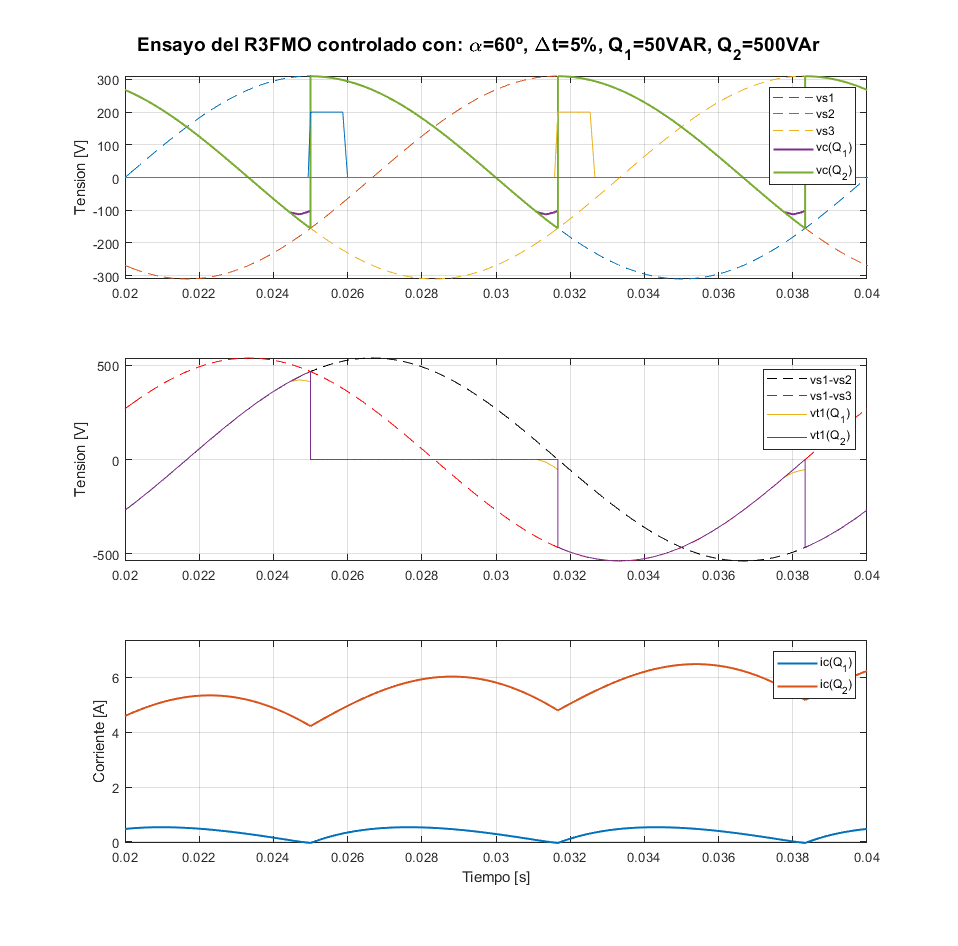 Ensayo del R3FMO controlado con: α=60º, Δt=5%, Q1=50VAR, Q2=500VAr
300
200
100
0
-100
-200
-300
Tension [V]
vs1
vs2
vs3
vc(Q1)
vc(Q2)
0.02 0.022 0.024 0.026 0.028 0.03 0.032 0.034 0.036 0.038 0.04
500
0
-500
Tension [V]
vs1-vs2
vs1-vs3
vt1(Q1)
vt1(Q2)
0.02 0.022 0.024 0.026 0.028 0.03 0.032 0.034 0.036 0.038 0.04
6
4
2
0
Corriente [A]
ic(Q1)
ic(Q2)
0.02 0.022 0.024 0.026 0.028 0.03 0.032 0.034 0.036 0.038 0.04
Tiempo [s]